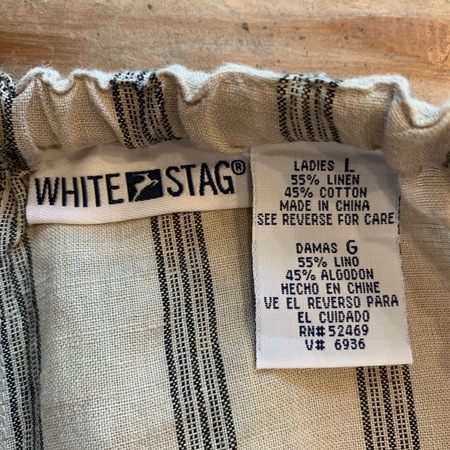 WHITE STAG®
LADIES L
55% LINEN
45% COTTON
MADE IN CHINA
SEE REVERSE FOR CARE
DAMAS G
55% LINO
45% ALGODON
HECHO EN CHINE
VE EL REVERSO PARA
EL CUIDADO
RN# 52469
V# 6936